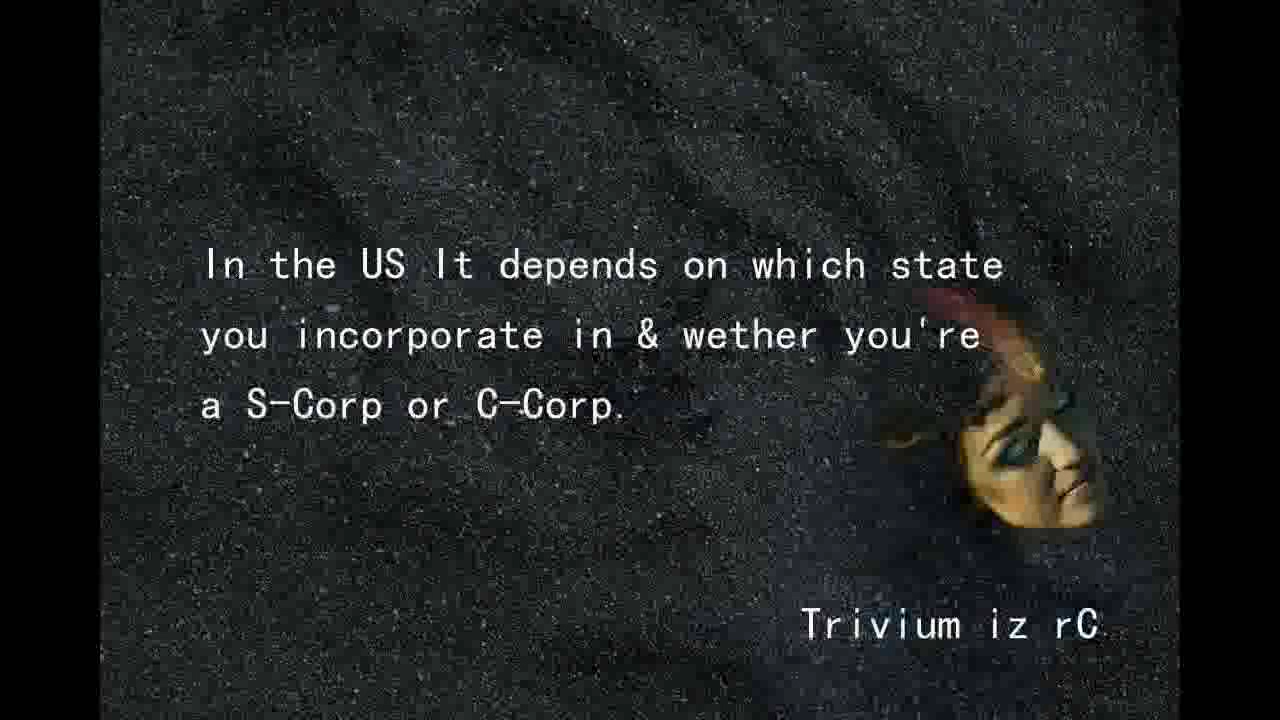 In the US It depends on which state
you incorporate in & wether you're
a S-Corp or C-Corp.
Trivium iz rC